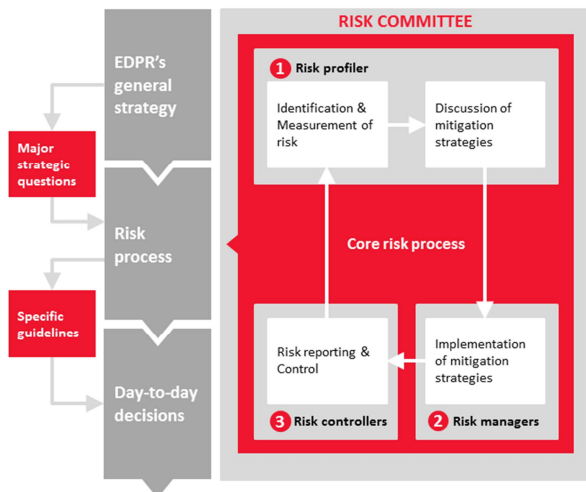 RISK COMMITTEE
EDPR's
general
strategy
Major
strategic
questions
Risk
process
Specific
guidelines
Day-to-day
decisions
1 Risk profiler
Identification &
Measurement of
risk
Discussion of
mitigation
strategies
Core risk process
Risk reporting &
Control
Implementation
of mitigation
strategies
3 Risk controllers
2 Risk managers